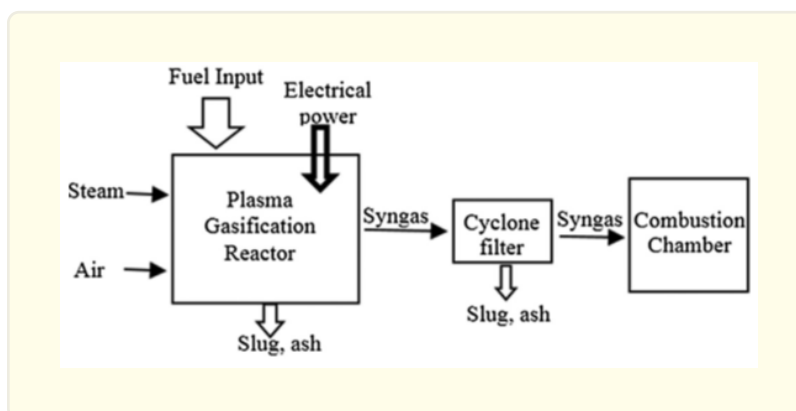 Fuel Input
Electrical
power
Steam
Plasma
Gasification
Reactor
Syngas
Cyclone
filter
Syngas
Combustion
Chamber
Air
Slug, ash
Slug, ash